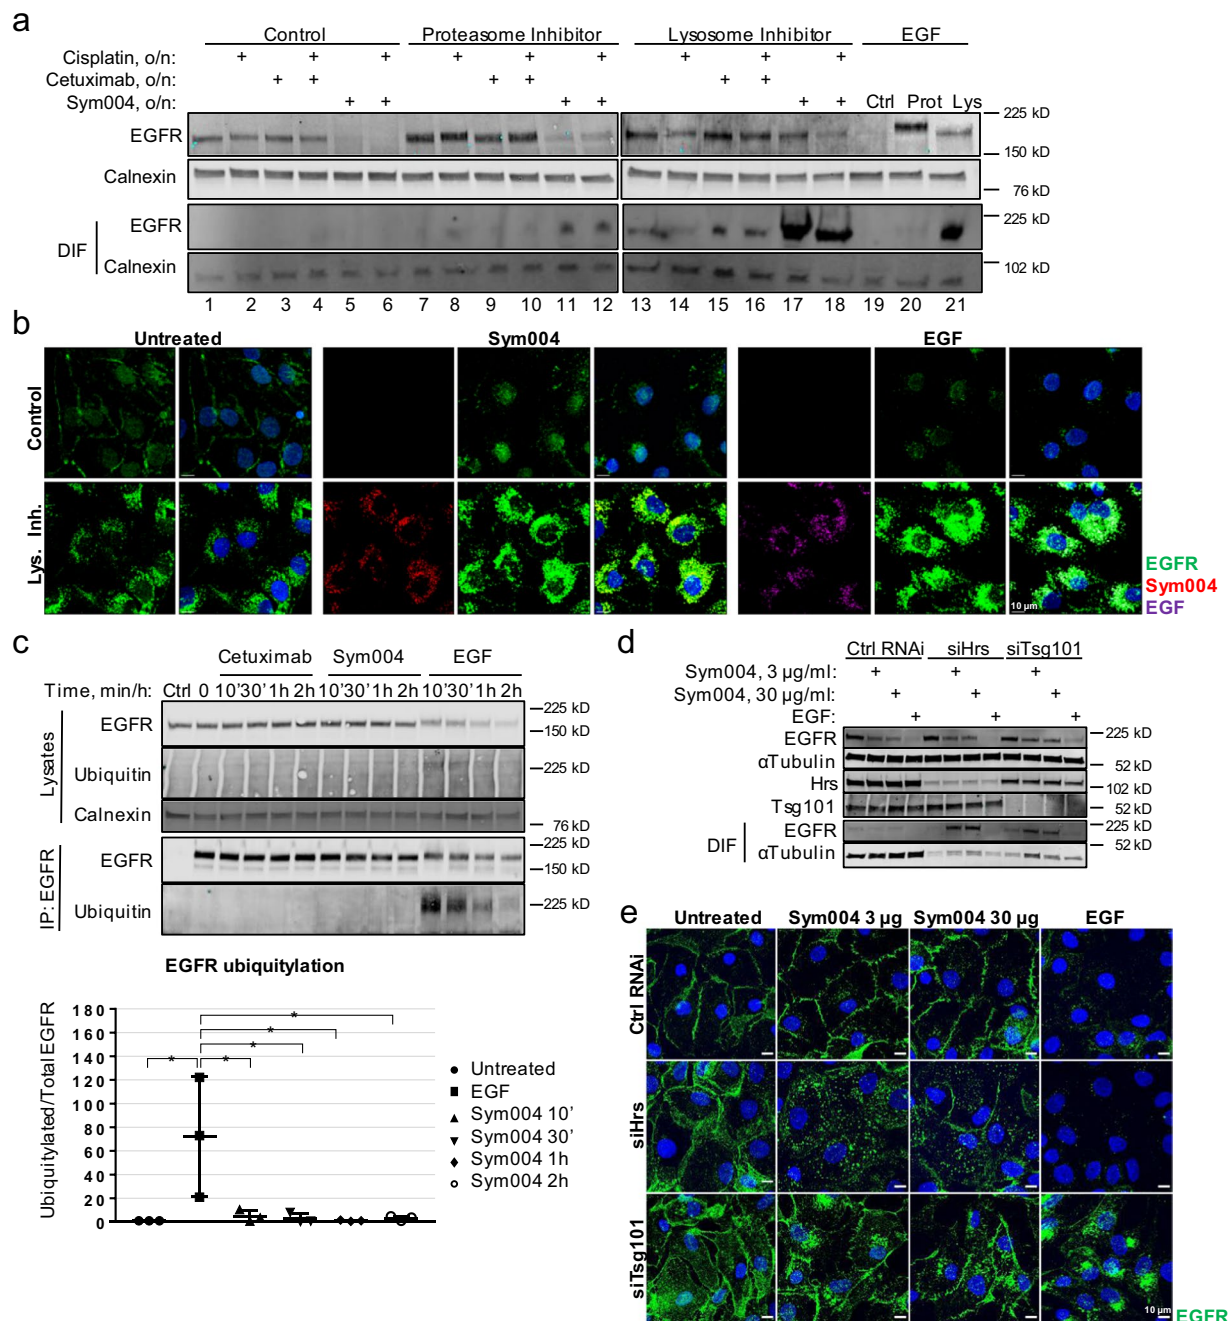 a
Control Proteasome Inhibitor Lysosome Inhibitor EGF
Cisplatin, o/n: + + + + + + + + +
Cetuximab, o/n: + + + + + +
Sym004, o/n: + + + + + + Ctrl Prot Lys
EGFR
225 kD
150 kD
Calnexin
76 kD
DIF
EGFR
225 kD
Calnexin
102 kD
1 2 3 4 5 6 7 8 9 10 11 12 13 14 15 16 17 18 19 20 21
b
Untreated Sym004 EGF
Control
Lys. Inh.
10 µm
EGFR
Sym004
EGF
c
Cetuximab Sym004 EGF
Time, min/h: Ctrl 0 10' 30' 1h 2h 10' 30' 1h 2h 10' 30' 1h 2h
Lysates
EGFR
225 kD
150 kD
Ubiquitin
225 kD
Calnexin
76 kD
IP: EGFR
EGFR
225 kD
150 kD
Ubiquitin
225 kD
EGFR ubiquitylation
Ubiquitylated/Total EGFR
180
160
140
120
100
80
60
40
20
0
* * * * *
Untreated
EGF
Sym004 10'
Sym004 30'
Sym004 1h
Sym004 2h
d
Ctrl RNAi siHrs siTsg101
Sym004, 3 µg/ml: + + +
Sym004, 30 µg/ml: + + +
EGF: + + +
EGFR
225 kD
αTubulin
52 kD
Hrs
102 kD
Tsg101
52 kD
DIF
EGFR
225 kD
αTubulin
52 kD
e
Untreated Sym004 3 µg Sym004 30 µg EGF
Ctrl RNAi
siHrs
siTsg101
10 µm
EGFR